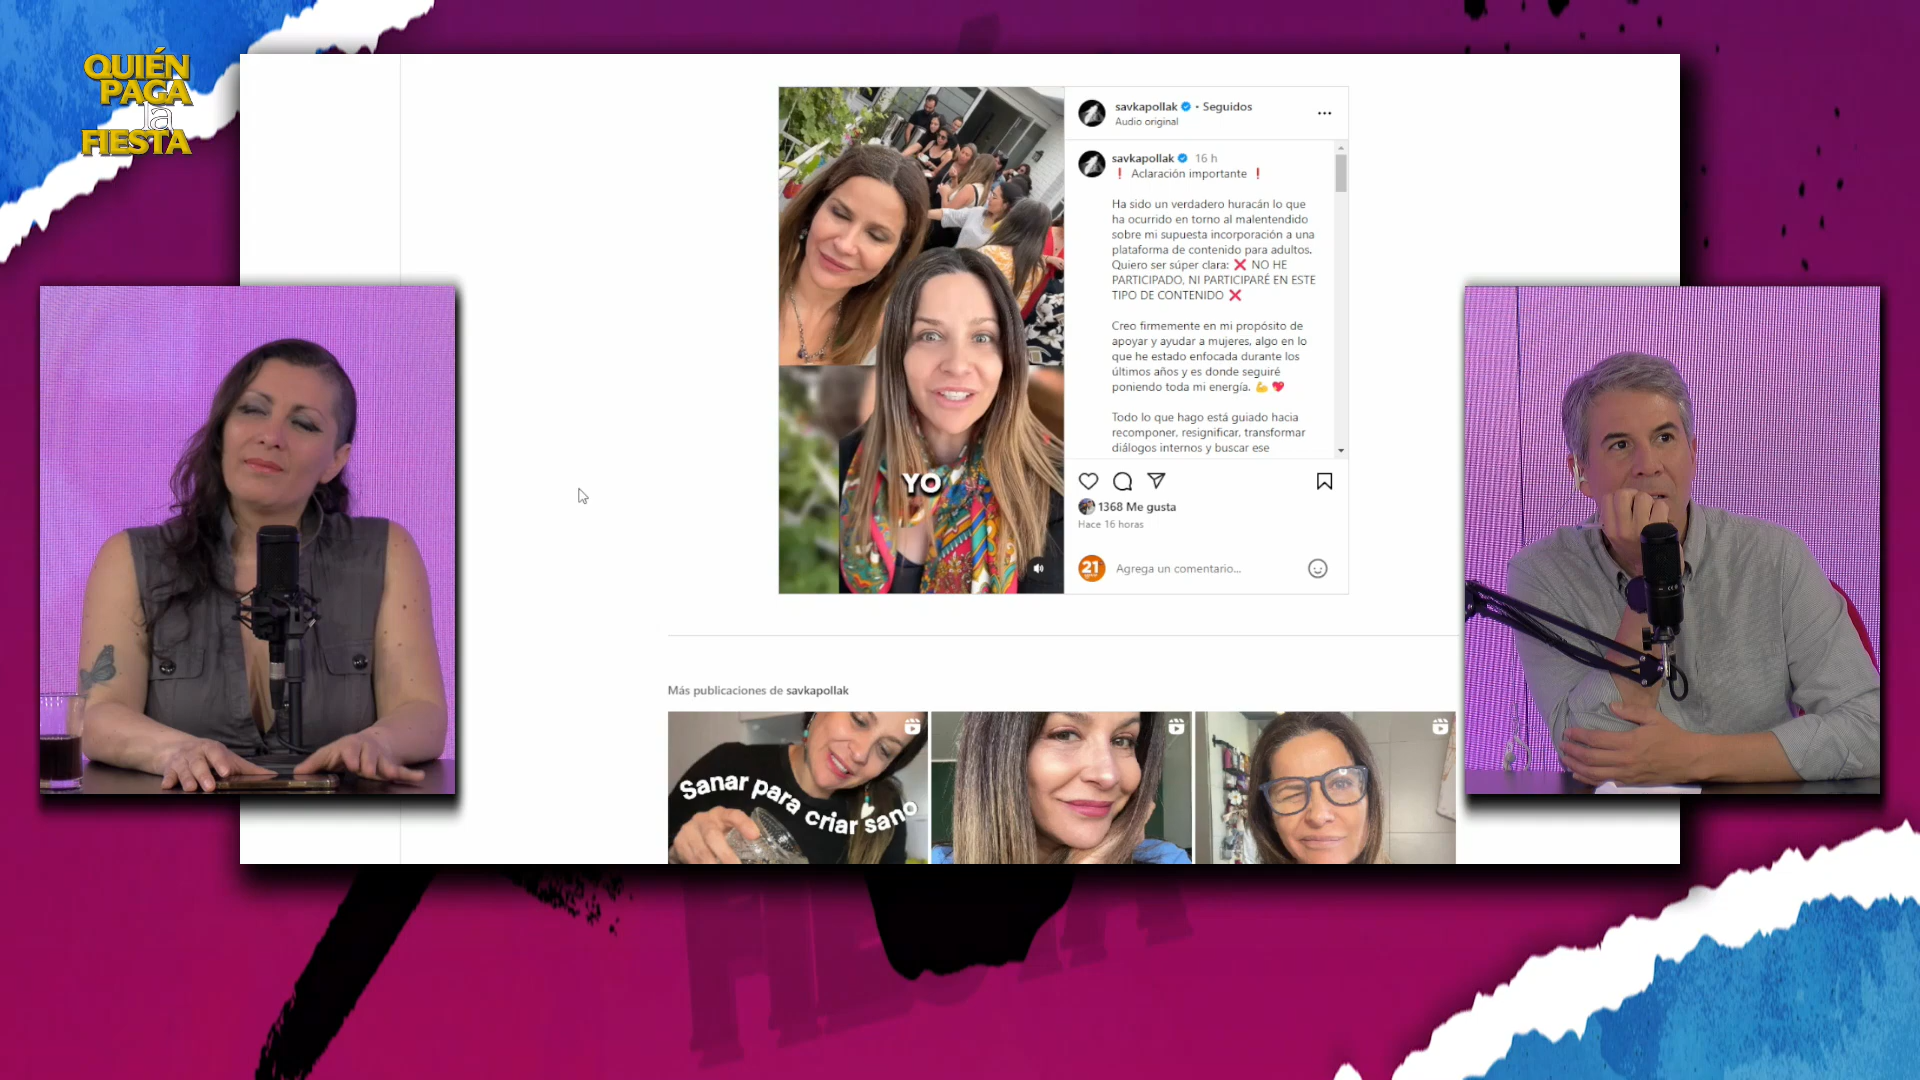 QUIÉN
PAGA
la
FIESTA
savkapollak • Seguidos
Audio original
savkapollak 16 h
❗ Aclaración importante ❗
Ha sido un verdadero huracán lo que
ha ocurrido en torno al malentendido
sobre mi supuesta incorporación a una
plataforma de contenido para adultos.
Quiero ser súper clara: ❌ NO HE
PARTICIPADO, NI PARTICIPARÉ EN ESTE
TIPO DE CONTENIDO ❌
Creo firmemente en mi propósito de
apoyar y ayudar a mujeres, algo en lo
que he estado enfocada durante los
últimos años y es donde seguiré
poniendo toda mi energía. 💪 💖
Todo lo que hago está guiado hacia
recomponer, resignificar, transformar
diálogos internos y buscar ese
YO
1368 Me gusta
Hace 16 horas
21
Agrega un comentario...
Más publicaciones de savkapollak
Sanar para
criar sano